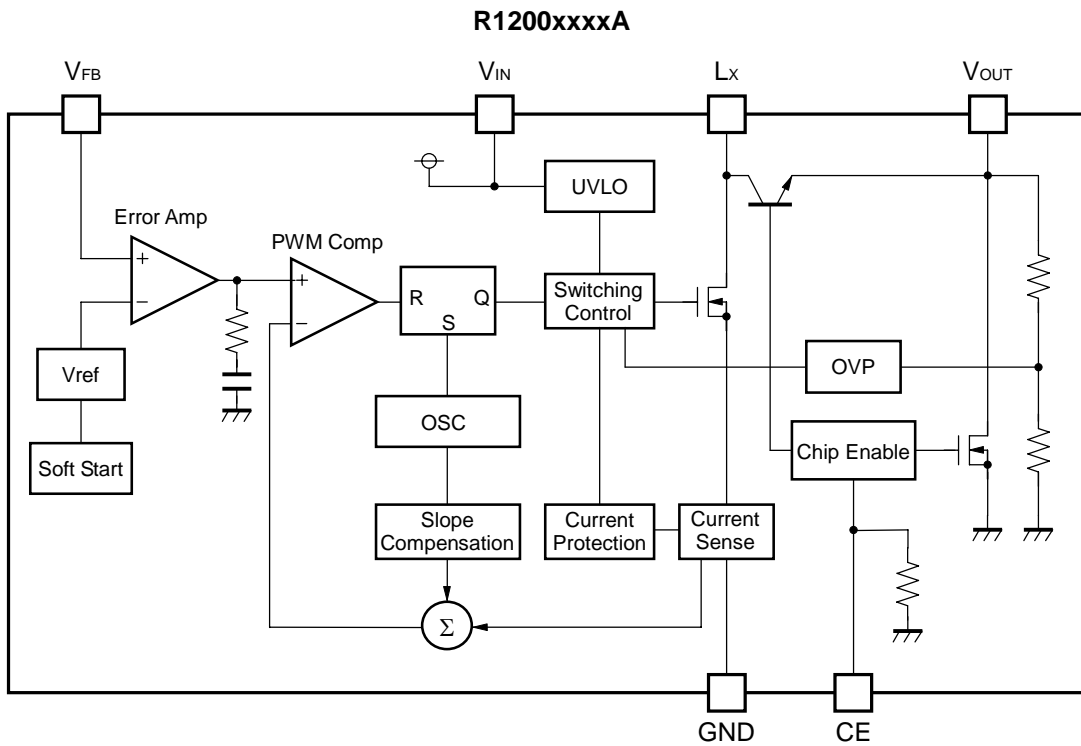 R1200xxxxA
VFB
VIN
LX
VOUT
UVLO
Error Amp
PWM Comp
+
−
+
−
R
Q
S
Switching
Control
Vref
OVP
OSC
Chip Enable
Soft Start
Slope
Compensation
Current
Protection
Current
Sense
Σ
GND
CE